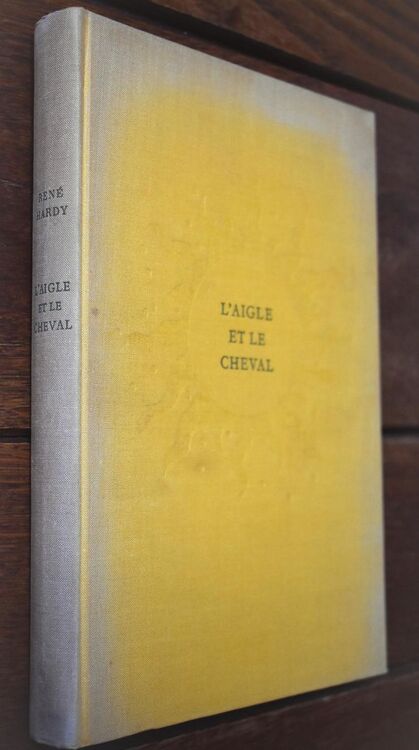 RENÉ
HARDY
L'AIGLE
ET LE
CHEVAL
L'AIGLE
ET LE
CHEVAL